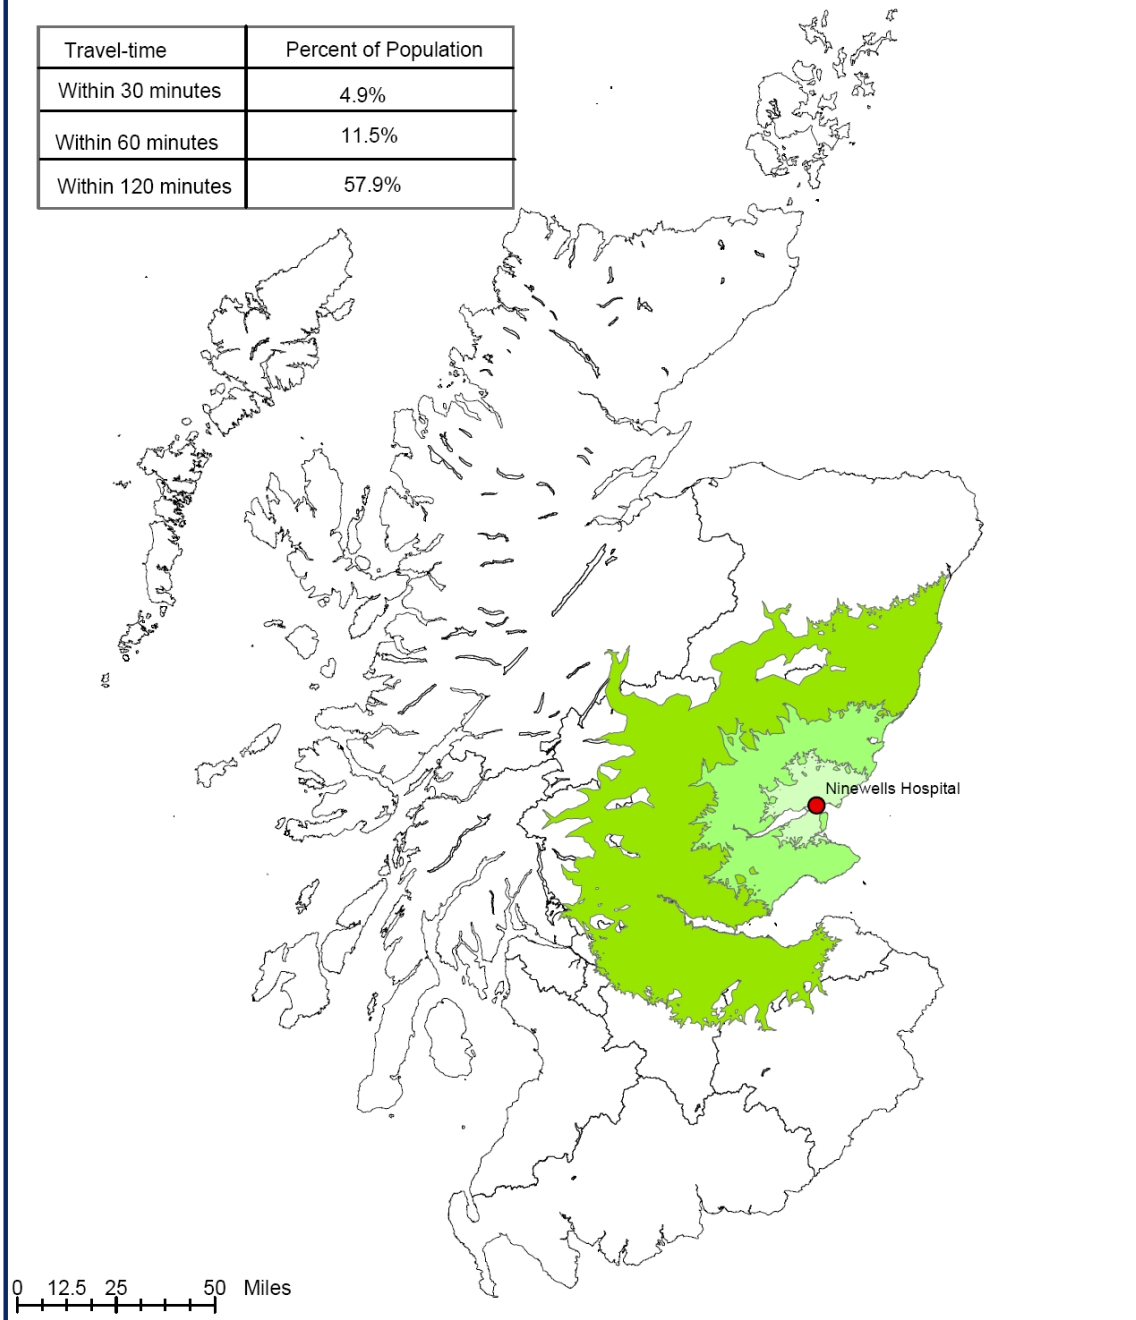 Travel-time Percent of Population
Within 30 minutes 4.9%
Within 60 minutes 11.5%
Within 120 minutes 57.9%
Ninewells Hospital
0 12.5 25 50 Miles